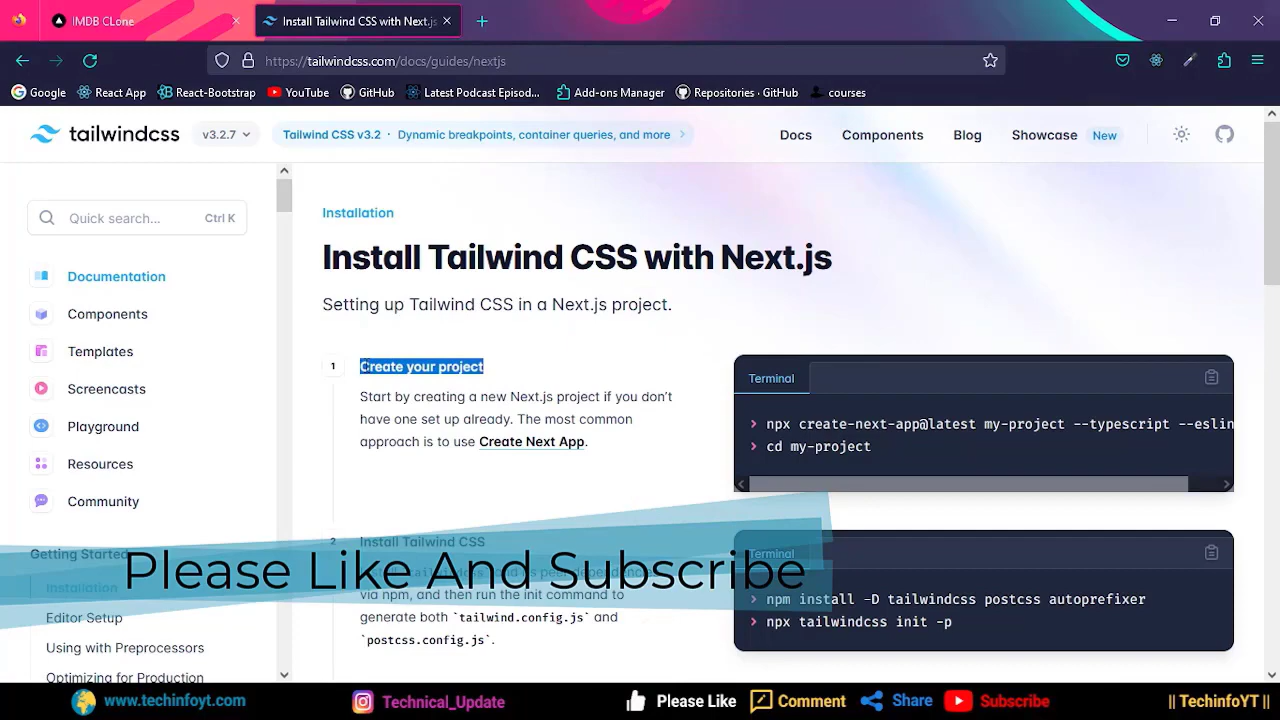 IMDB CLone
Install Tailwind CSS with Next.js
https://tailwindcss.com/docs/guides/nextjs
Google
React App
React-Bootstrap
YouTube
GitHub
Latest Podcast Episod...
Add-ons Manager
Repositories · GitHub
courses
tailwindcss
v3.2.7
Tailwind CSS v3.2 · Dynamic breakpoints, container queries, and more
Docs
Components
Blog
Showcase
New
Quick search...
Ctrl K
Documentation
Components
Templates
Screencasts
Playground
Resources
Community
Getting Started
Installation
Editor Setup
Using with Preprocessors
Optimizing for Production
Installation
Install Tailwind CSS with Next.js
Setting up Tailwind CSS in a Next.js project.
1
Create your project
Start by creating a new Next.js project if you don’t
have one set up already. The most common
approach is to use Create Next App.
Terminal
> npx create-next-app@latest my-project --typescript --eslin
> cd my-project
2
Install Tailwind CSS
via npm, and then run the init command to
generate both `tailwind.config.js` and
`postcss.config.js`.
Terminal
> npm install -D tailwindcss postcss autoprefixer
> npx tailwindcss init -p
Please Like And Subscribe
www.techinfoyt.com
Technical_Update
Please Like
Comment
Share
Subscribe
|| TechinfoYT ||